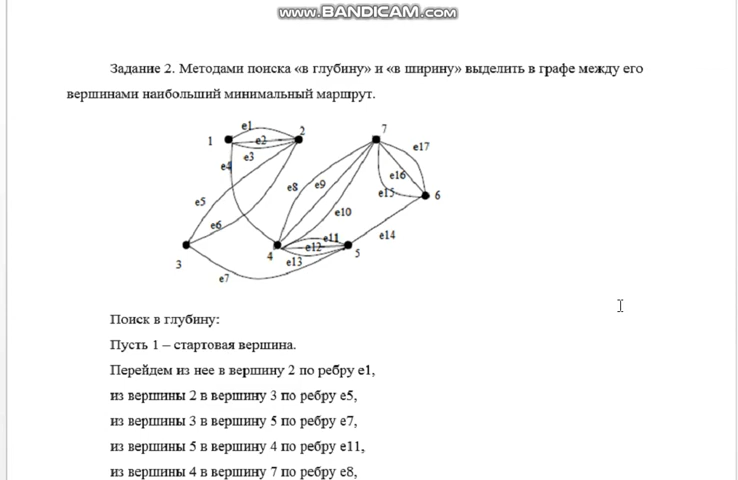 www.BANDICAM.com
Задание 2. Методами поиска «в глубину» и «в ширину» выделить в графе между его
вершинами наибольший минимальный маршрут.
e1
1
e2
2
e3
e4
7
e17
e5
e8
e9
e16
e15
6
e6
e10
e14
3
4
e11
e12
e13
5
e7
Поиск в глубину:
Пусть 1 – стартовая вершина.
Перейдем из нее в вершину 2 по ребру e1,
из вершины 2 в вершину 3 по ребру e5,
из вершины 3 в вершину 5 по ребру e7,
из вершины 5 в вершину 4 по ребру e11,
из вершины 4 в вершину 7 по ребру e8,